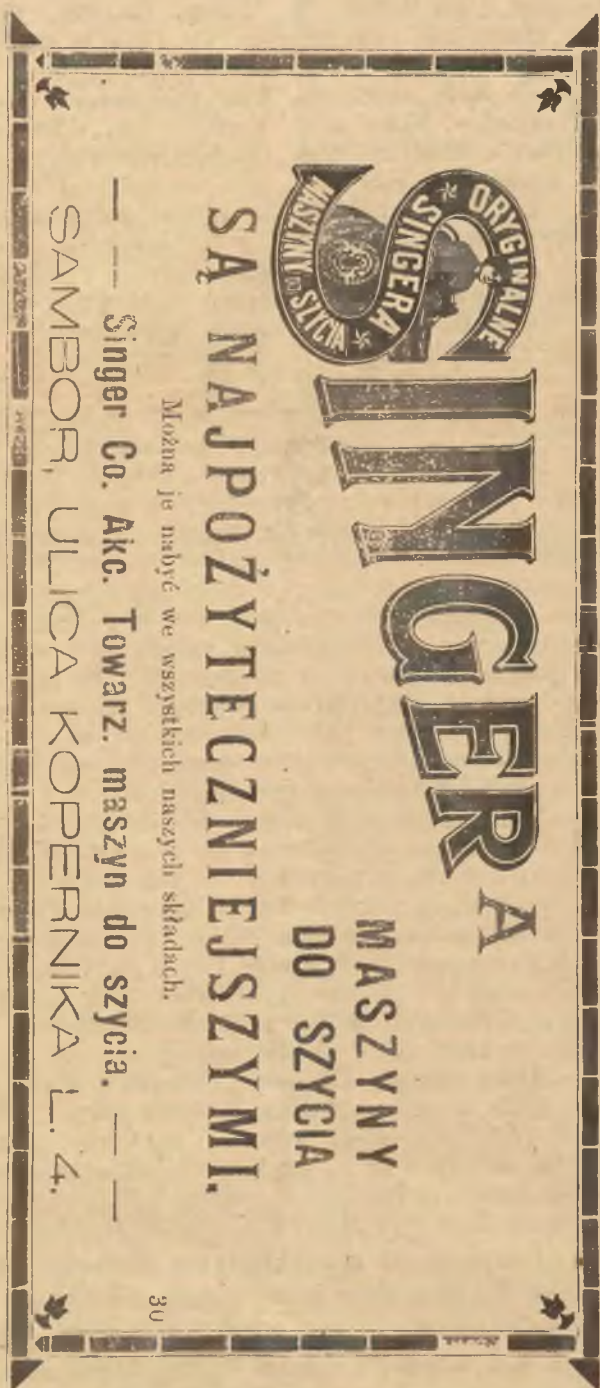 ORYGINALNE
SINGERA
MASZYNY DO SZYCIA
SINGERA
MASZYNY
DO SZYCIA
SĄ NAJPOŻYTECZNIEJSZYMI.
Można je nabyć we wszystkich naszych składach.
— — Singer Co. Akc. Towarz. maszyn do szycia. — —
SAMBOR, ULICA KOPERNIKA L. 4.
30